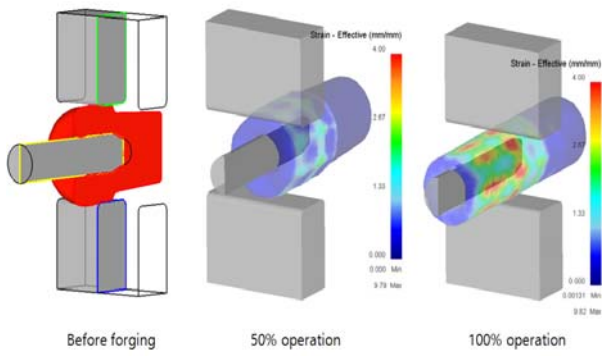 Strain - Effective (mm/mm)
4.00
2.67
1.33
0.000
0.000 Min
9.79 Max
Strain - Effective (mm/mm)
4.00
2.67
1.33
0.000
0.00131 Min
9.82 Max
Before forging
50% operation
100% operation